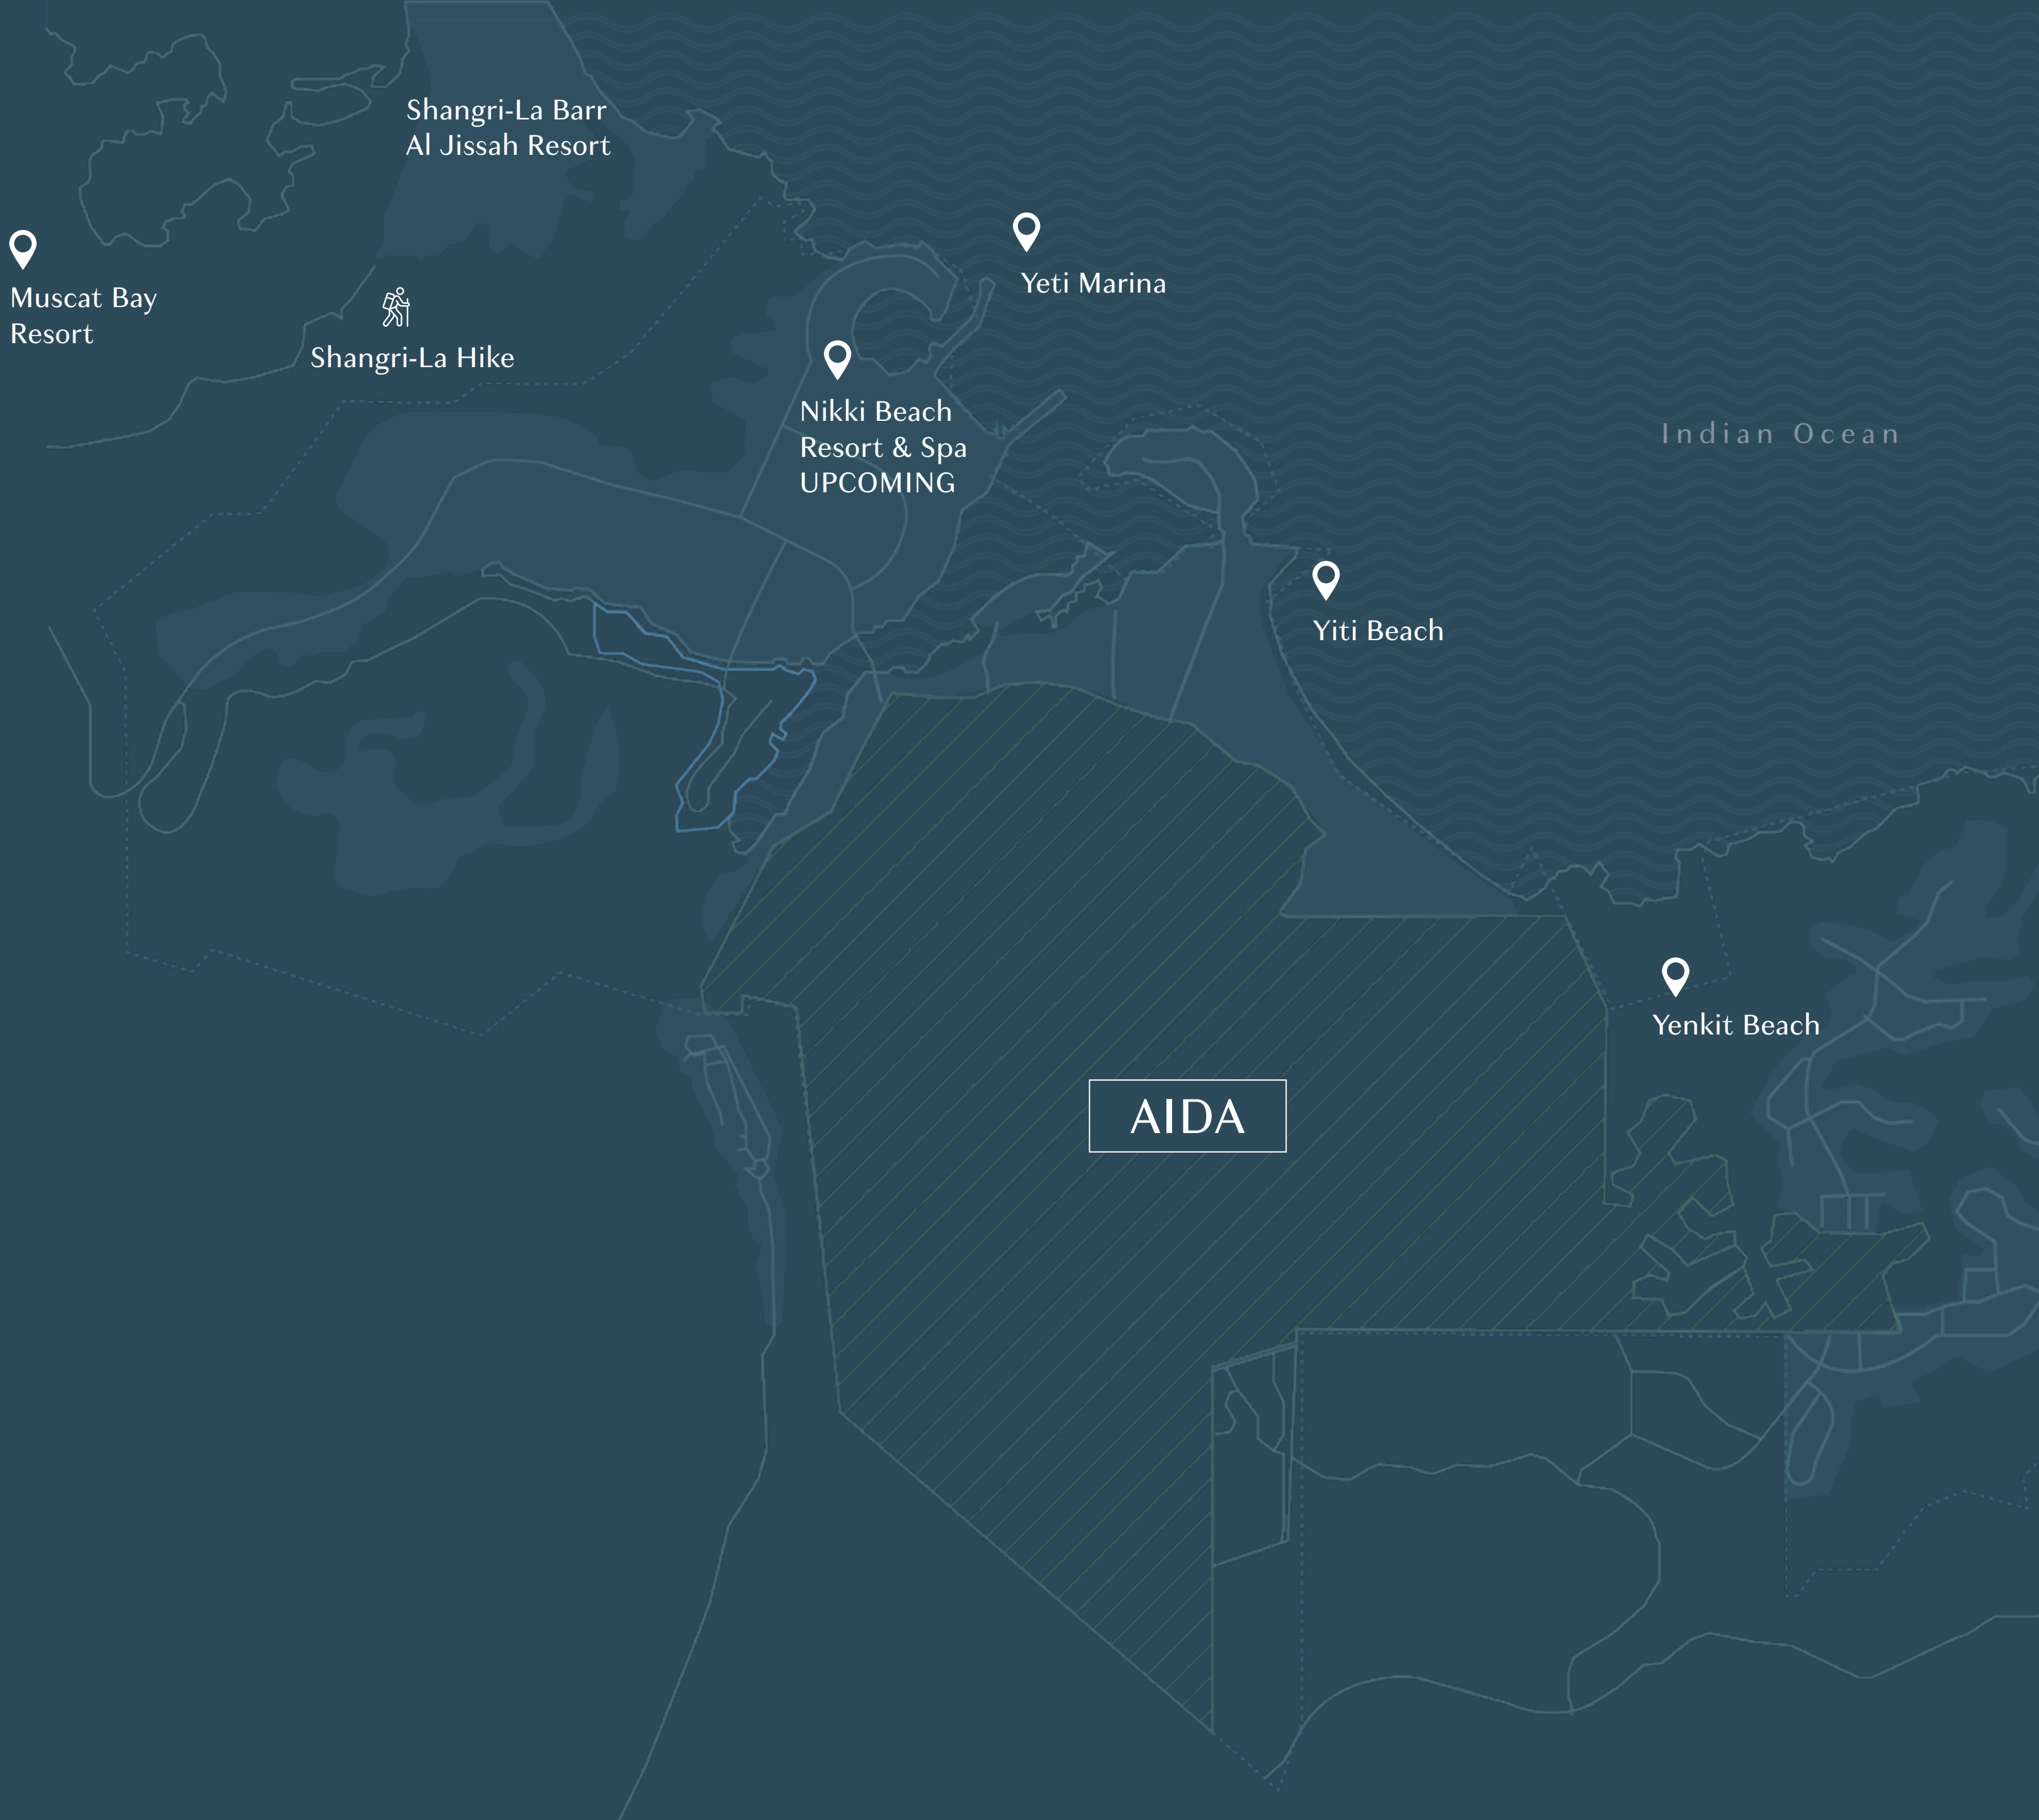 Shangri-La Barr
Al Jissah Resort
Muscat Bay
Resort
Shangri-La Hike
Yeti Marina
Nikki Beach
Resort & Spa
UPCOMING
Indian Ocean
Yiti Beach
Yenkit Beach
AIDA